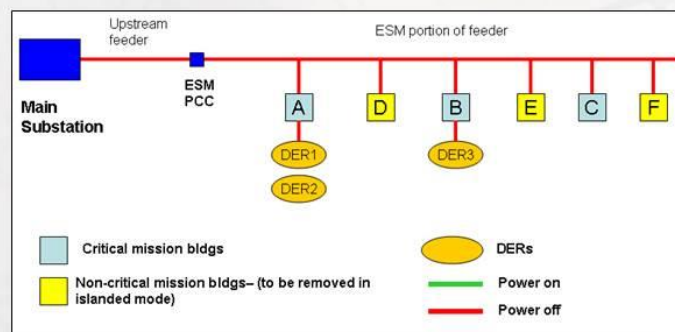 Upstream
feeder
ESM portion of feeder
ESM
PCC
Main
Substation
A
D
B
E
C
F
DER1
DER2
DER3
Critical mission bldgs
DERs
Non-critical mission bldgs– (to be removed in
islanded mode)
Power on
Power off